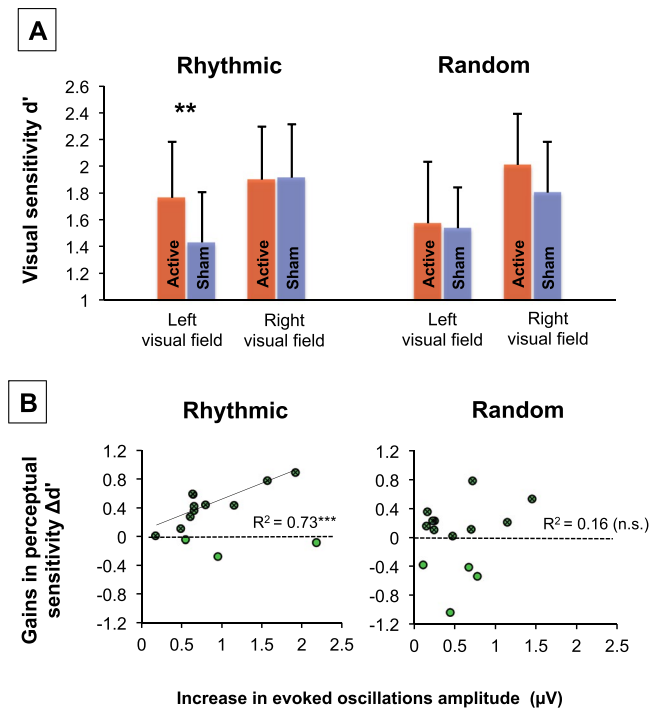 A
Rhythmic
Random
Visual sensitivity d'
2.6
2.4
2.2
2
1.8
1.6
1.4
1.2
1
**
Active
Sham
Active
Sham
Active
Sham
Active
Sham
Left
visual field
Right
visual field
Left
visual field
Right
visual field
B
Rhythmic
Random
Gains in perceptual
sensitivity Δd'
1.2
0.8
0.4
0
-0.4
-0.8
-1.2
R² = 0.73***
0
0.5
1
1.5
2
2.5
1.2
0.8
0.4
0
-0.4
-0.8
-1.2
R² = 0.16 (n.s.)
0
0.5
1
1.5
2
2.5
Increase in evoked oscillations amplitude (µV)